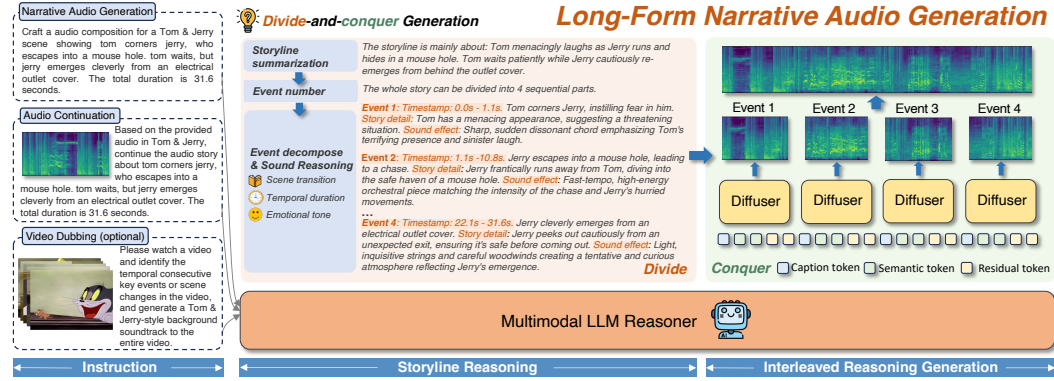 Narrative Audio Generation
Craft a audio composition for a Tom & Jerry
scene showing tom corners jerry, who
escapes into a mouse hole. tom waits, but
jerry emerges cleverly from an electrical
outlet cover. The total duration is 31.6
seconds.
Audio Continuation
Based on the provided
audio in Tom & Jerry,
continue the audio story
about tom corners jerry,
who escapes into a
mouse hole. tom waits, but jerry emerges
cleverly from an electrical outlet cover. The
total duration is 31.6 seconds.
Video Dubbing (optional)
Please watch a video
and identify the
temporal consecutive
key events or scene
changes in the video,
and generate a Tom &
Jerry-style background
soundtrack to the
entire video.
Instruction
Divide-and-conquer Generation
Long-Form Narrative Audio Generation
Storyline
summarization
Event number
Event decompose
& Sound Reasoning
Scene transition
Temporal duration
Emotional tone
The storyline is mainly about: Tom menacingly laughs as Jerry runs and
hides in a mouse hole. Tom waits patiently while Jerry cautiously re-
emerges from behind the outlet cover.
The whole story can be divided into 4 sequential parts.
Event 1: Timestamp: 0.0s - 1.1s. Tom corners Jerry, instilling fear in him.
Story detail: Tom has a menacing appearance, suggesting a threatening
situation. Sound effect: Sharp, sudden dissonant chord emphasizing Tom's
terrifying presence and sinister laugh.
Event 2: Timestamp: 1.1s -10.8s. Jerry escapes into a mouse hole, leading
to a chase. Story detail: Jerry frantically runs away from Tom, diving into
the safe haven of a mouse hole. Sound effect: Fast-tempo, high-energy
orchestral piece matching the intensity of the chase and Jerry's hurried
movements.
...
Event 4: Timestamp: 22.1s - 31.6s. Jerry cleverly emerges from an
electrical outlet cover. Story detail: Jerry peeks out cautiously from an
unexpected exit, ensuring it's safe before coming out. Sound effect: Light,
inquisitive strings and careful woodwinds creating a tentative and curious
atmosphere reflecting Jerry's emergence.
Divide
Event 1 Event 2 Event 3 Event 4
Diffuser Diffuser Diffuser Diffuser
Conquer Caption token Semantic token Residual token
Multimodal LLM Reasoner
AI
Storyline Reasoning
Interleaved Reasoning Generation